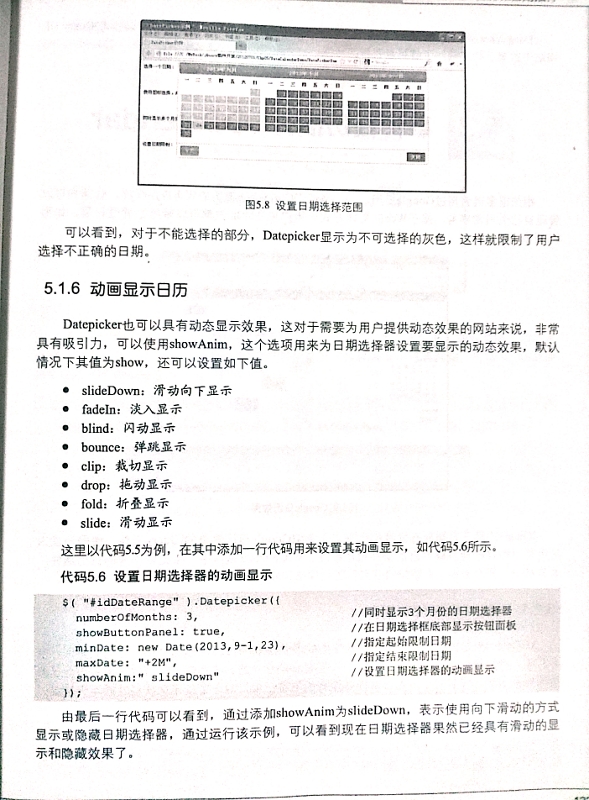 图5.8 设置日期选择范围
可以看到，对于不能选择的部分，Datepicker显示为不可选择的灰色，这样就限制了用户
选择不正确的日期。
5.1.6 动画显示日历
Datepicker也可以具有动态显示效果，这对于需要为用户提供动态效果的网站来说，非常
具有吸引力，可以使用showAnim，这个选项用来为日期选择器设置要显示的动态效果，默认
情况下其值为show，还可以设置如下值。
● slideDown：滑动向下显示
● fadeIn：淡入显示
● blind：闪动显示
● bounce：弹跳显示
● clip：裁切显示
● drop：拖动显示
● fold：折叠显示
● slide：滑动显示
这里以代码5.5为例，在其中添加一行代码用来设置其动画显示，如代码5.6所示。
代码5.6 设置日期选择器的动画显示
$( "#idDateRange" ).Datepicker({
numberOfMonths: 3, //同时显示3个月份的日期选择器
showButtonPanel: true, //在日期选择框底部显示按钮面板
minDate: new Date(2013,9-1,23), //指定起始限制日期
maxDate: "+2M", //指定结束限制日期
showAnim:" slideDown" //设置日期选择器的动画显示
});
由最后一行代码可以看到，通过添加showAnim为slideDown，表示使用向下滑动的方式
显示或隐藏日期选择器，通过运行该示例，可以看到现在日期选择器果然已经具有滑动的显
示和隐藏效果了。